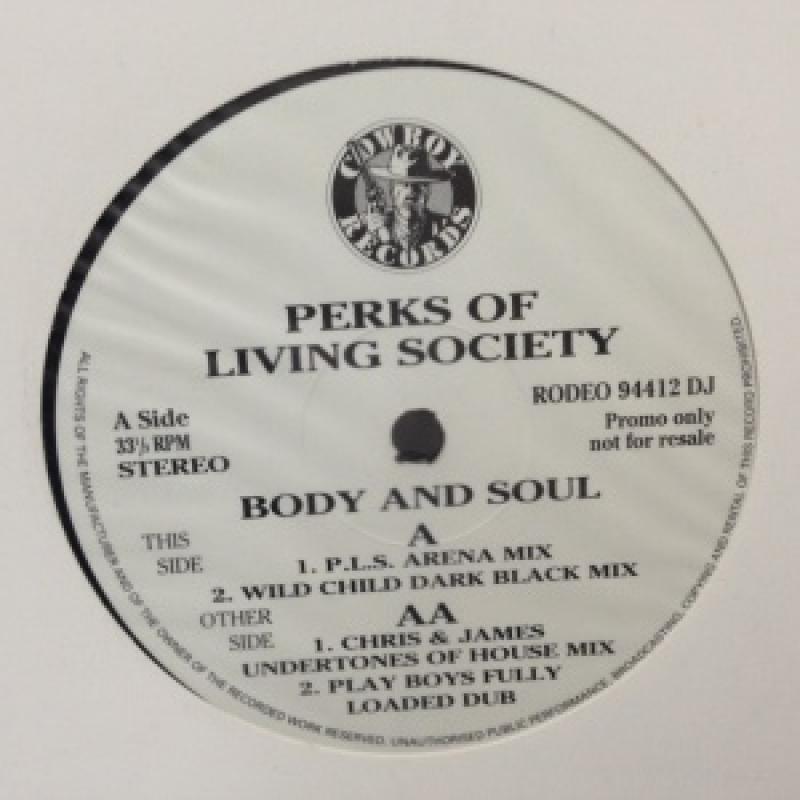 COWBOY
RECORDS
PERKS OF
LIVING SOCIETY
A Side
33⅓ RPM
STEREO
RODEO 94412 DJ
Promo only
not for resale
BODY AND SOUL
THIS SIDE
A
1. P.L.S. ARENA MIX
2. WILD CHILD DARK BLACK MIX
OTHER SIDE
AA
1. CHRIS & JAMES
UNDERTONES OF HOUSE MIX
2. PLAY BOYS FULLY
LOADED DUB
ALL RIGHTS OF THE MANUFACTURER AND OF THE OWNER OF THE RECORDED WORK RESERVED. UNAUTHORISED PUBLIC PERFORMANCE, BROADCASTING, COPYING AND RENTAL OF THIS RECORD PROHIBITED